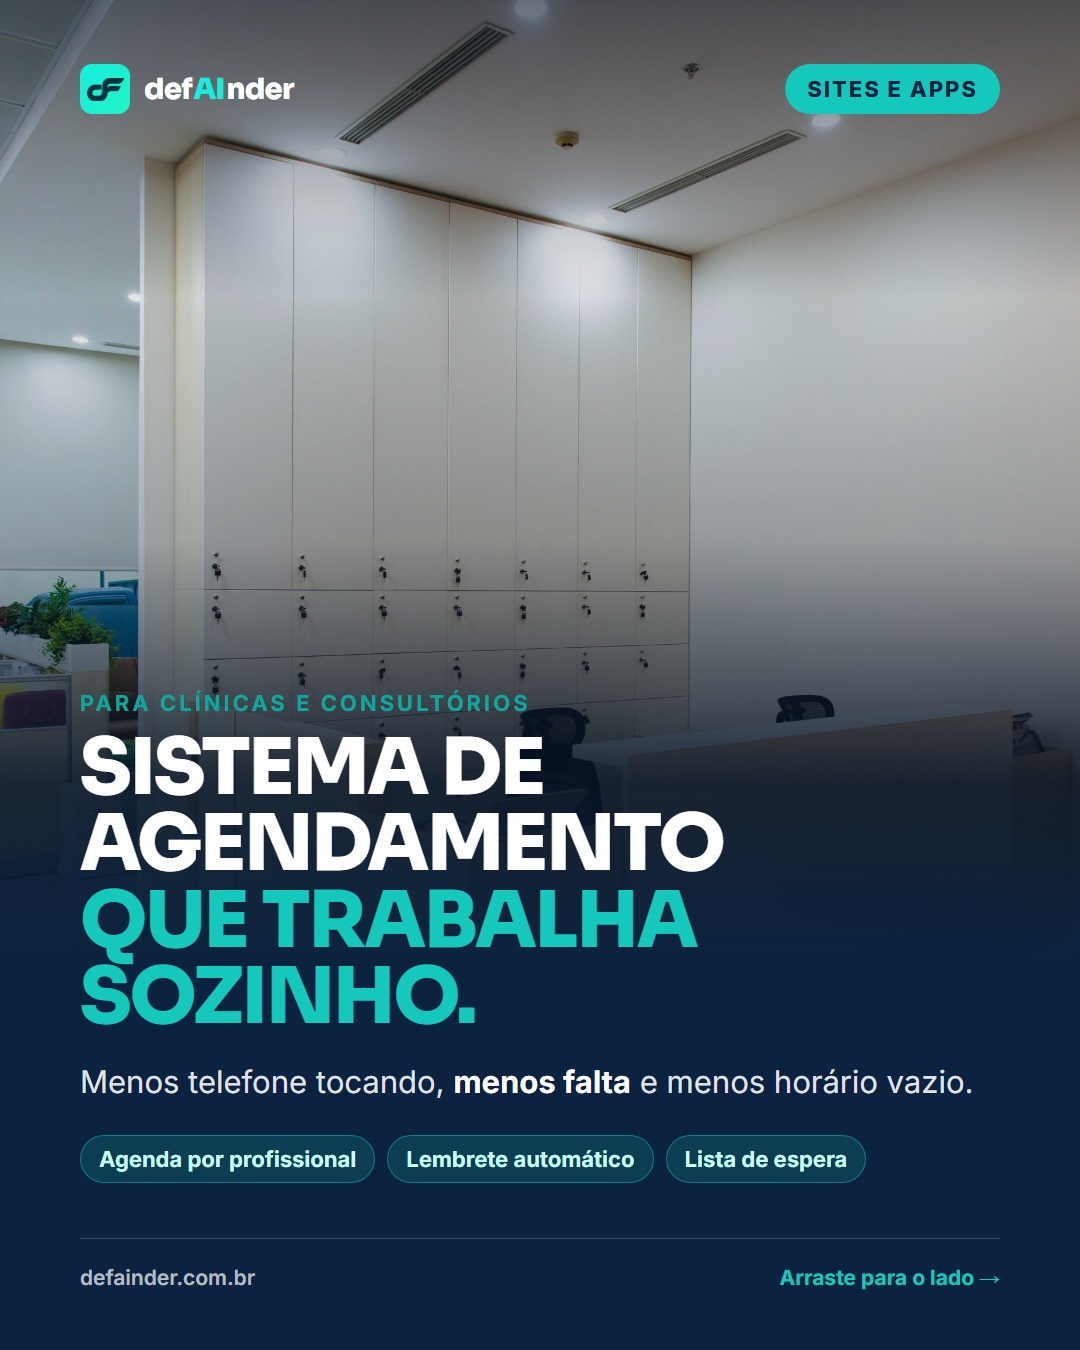 defAInder
SITES E APPS
PARA CLÍNICAS E CONSULTÓRIOS
SISTEMA DE
AGENDAMENTO
QUE TRABALHA
SOZINHO.
Menos telefone tocando, menos falta e menos horário vazio.
Agenda por profissional
Lembrete automático
Lista de espera
defainder.com.br
Arraste para o lado →